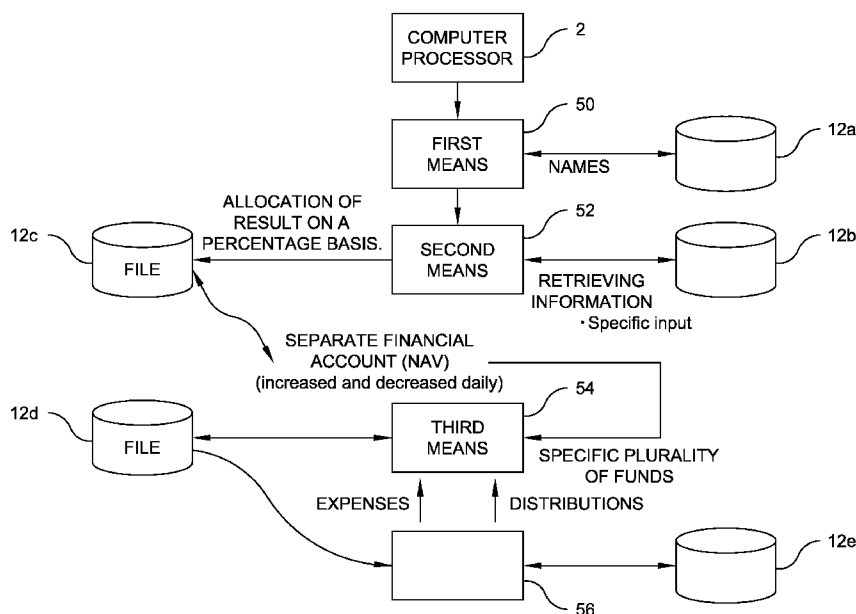 COMPUTER
PROCESSOR
2
50
FIRST
MEANS
NAMES
12a
ALLOCATION OF
RESULT ON A
PERCENTAGE BASIS.
52
12c
FILE
SECOND
MEANS
12b
RETRIEVING
INFORMATION
• Specific input
SEPARATE FINANCIAL
ACCOUNT (NAV)
(increased and decreased daily)
54
12d
FILE
THIRD
MEANS
SPECIFIC PLURALITY
OF FUNDS
EXPENSES
DISTRIBUTIONS
12e
56